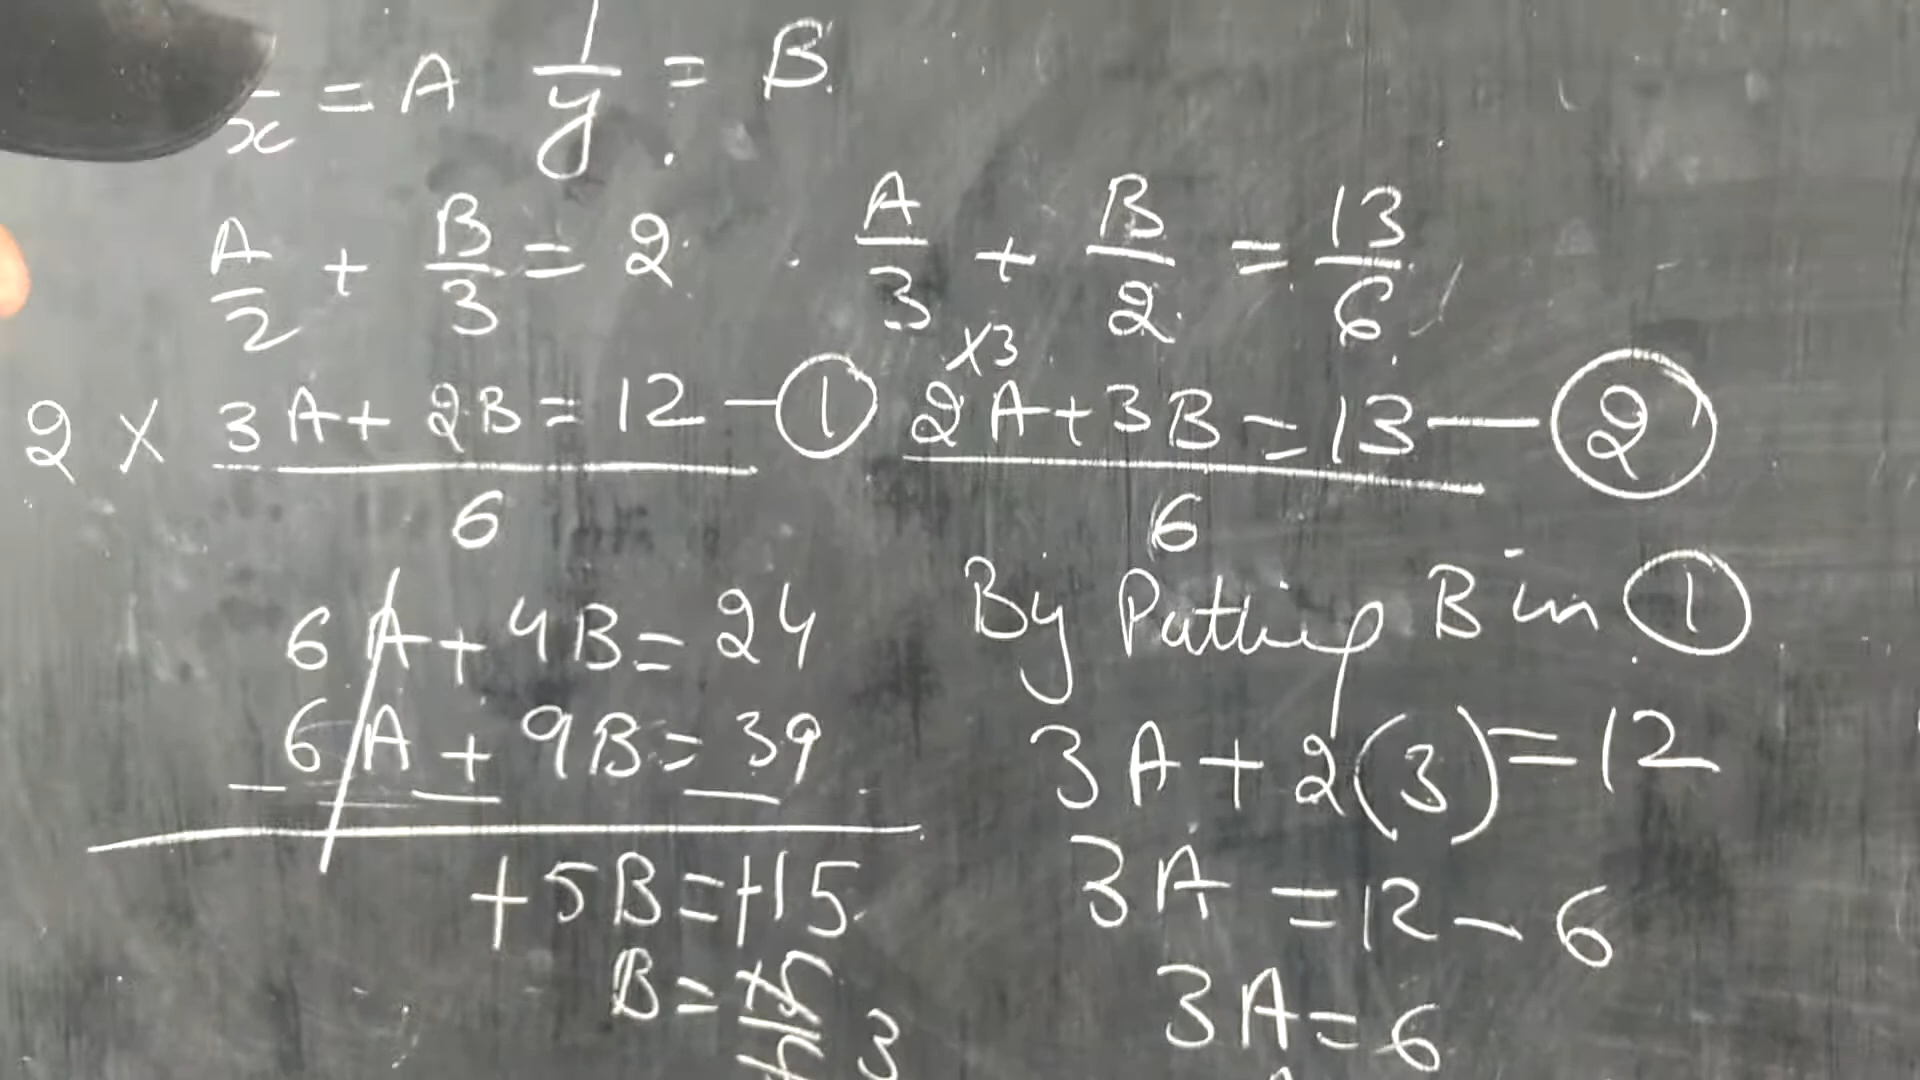 1/x = A 1/y = B
A/2 + B/3 = 2 A/3 + B/2 = 13/6
×3
2 × 3A + 2B = 12 — ① 2A + 3B = 13 — ②
6 6
6A + 4B = 24
6A + 9B = 39
— — —
+5B = +15
B = 15/5 3
By Putting B in ①
3A + 2(3) = 12
3A = 12 - 6
3A = 6